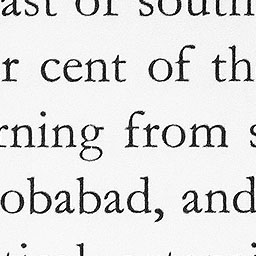 ast of south
r cent of th
rning from s
obabad, and